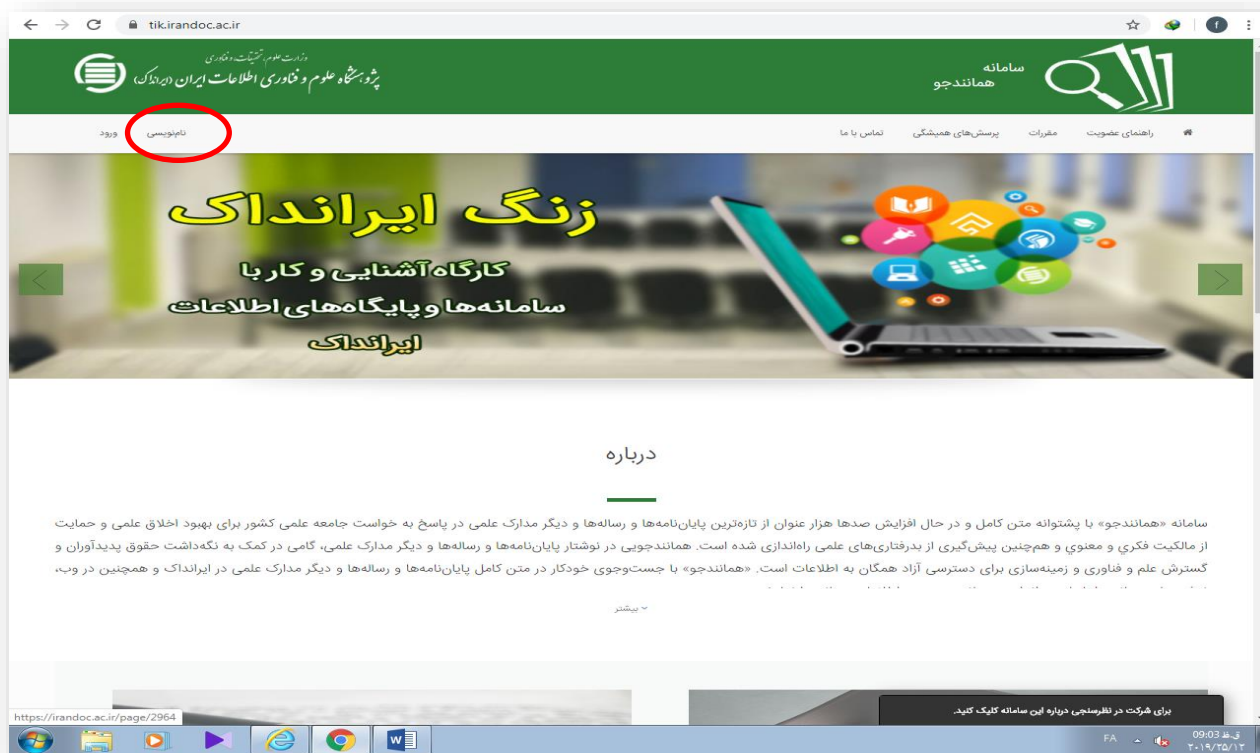 tik.irandoc.ac.ir
f
وزارت علوم، تحقیقات و فناوری
پژوهشگاه علوم و فناوری اطلاعات ایران (ایرانداک)
سامانه
همانندجو
راهنمای عضویت
مقررات
پرسش‌های همیشگی
تماس با ما
نام‌نویسی
ورود
زنگ ایرانداک
کارگاه آشنایی و کار با
سامانه‌ها و پایگاه‌های اطلاعات
ایرانداک
درباره
سامانه «همانندجو» با پشتوانه متن کامل و در حال افزایش صدها هزار عنوان از تازه‌ترین پایان‌نامه‌ها و رساله‌ها و دیگر مدارک علمی در پاسخ به خواست جامعه علمی کشور برای بهبود اخلاق علمی و حمایت
از مالکیت فکري و معنوي و هم‌چنین پیش‌گیری از بدرفتاری‌های علمی راه‌اندازی شده است. همانندجویی در نوشتار پایان‌نامه‌ها و رساله‌ها و دیگر مدارک علمی، گامی در کمک به نگه‌داشت حقوق پدیدآوران و
گسترش علم و فناوری و زمینه‌سازی برای دسترسی آزاد همگان به اطلاعات است. «همانندجو» با جست‌وجوی خودکار در متن کامل پایان‌نامه‌ها و رساله‌ها و دیگر مدارک علمی در ایرانداک و همچنین در وب،
بیشتر
برای شرکت در نظرسنجی درباره این سامانه کلیک کنید.
https://irandoc.ac.ir/page/2964
FA
09:03 ق.ظ
۲۰۱۹/۲۵/۱۲